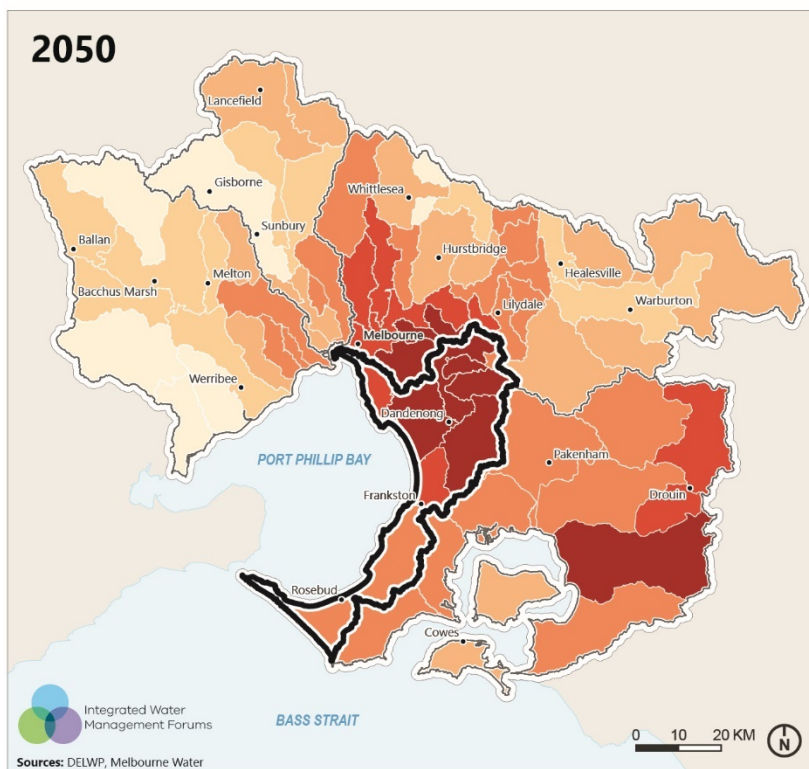 2050
Lancefield
Gisborne
Whittlesea
Sunbury
Ballan
Hurstbridge
Healesville
Melton
Bacchus Marsh
Lilydale
Warburton
Melbourne
Werribee
Dandenong
PORT PHILLIP BAY
Pakenham
Drouin
Frankston
Rosebud
Cowes
Integrated Water
Management Forums
BASS STRAIT
0 10 20 KM
N
Sources: DELWP, Melbourne Water